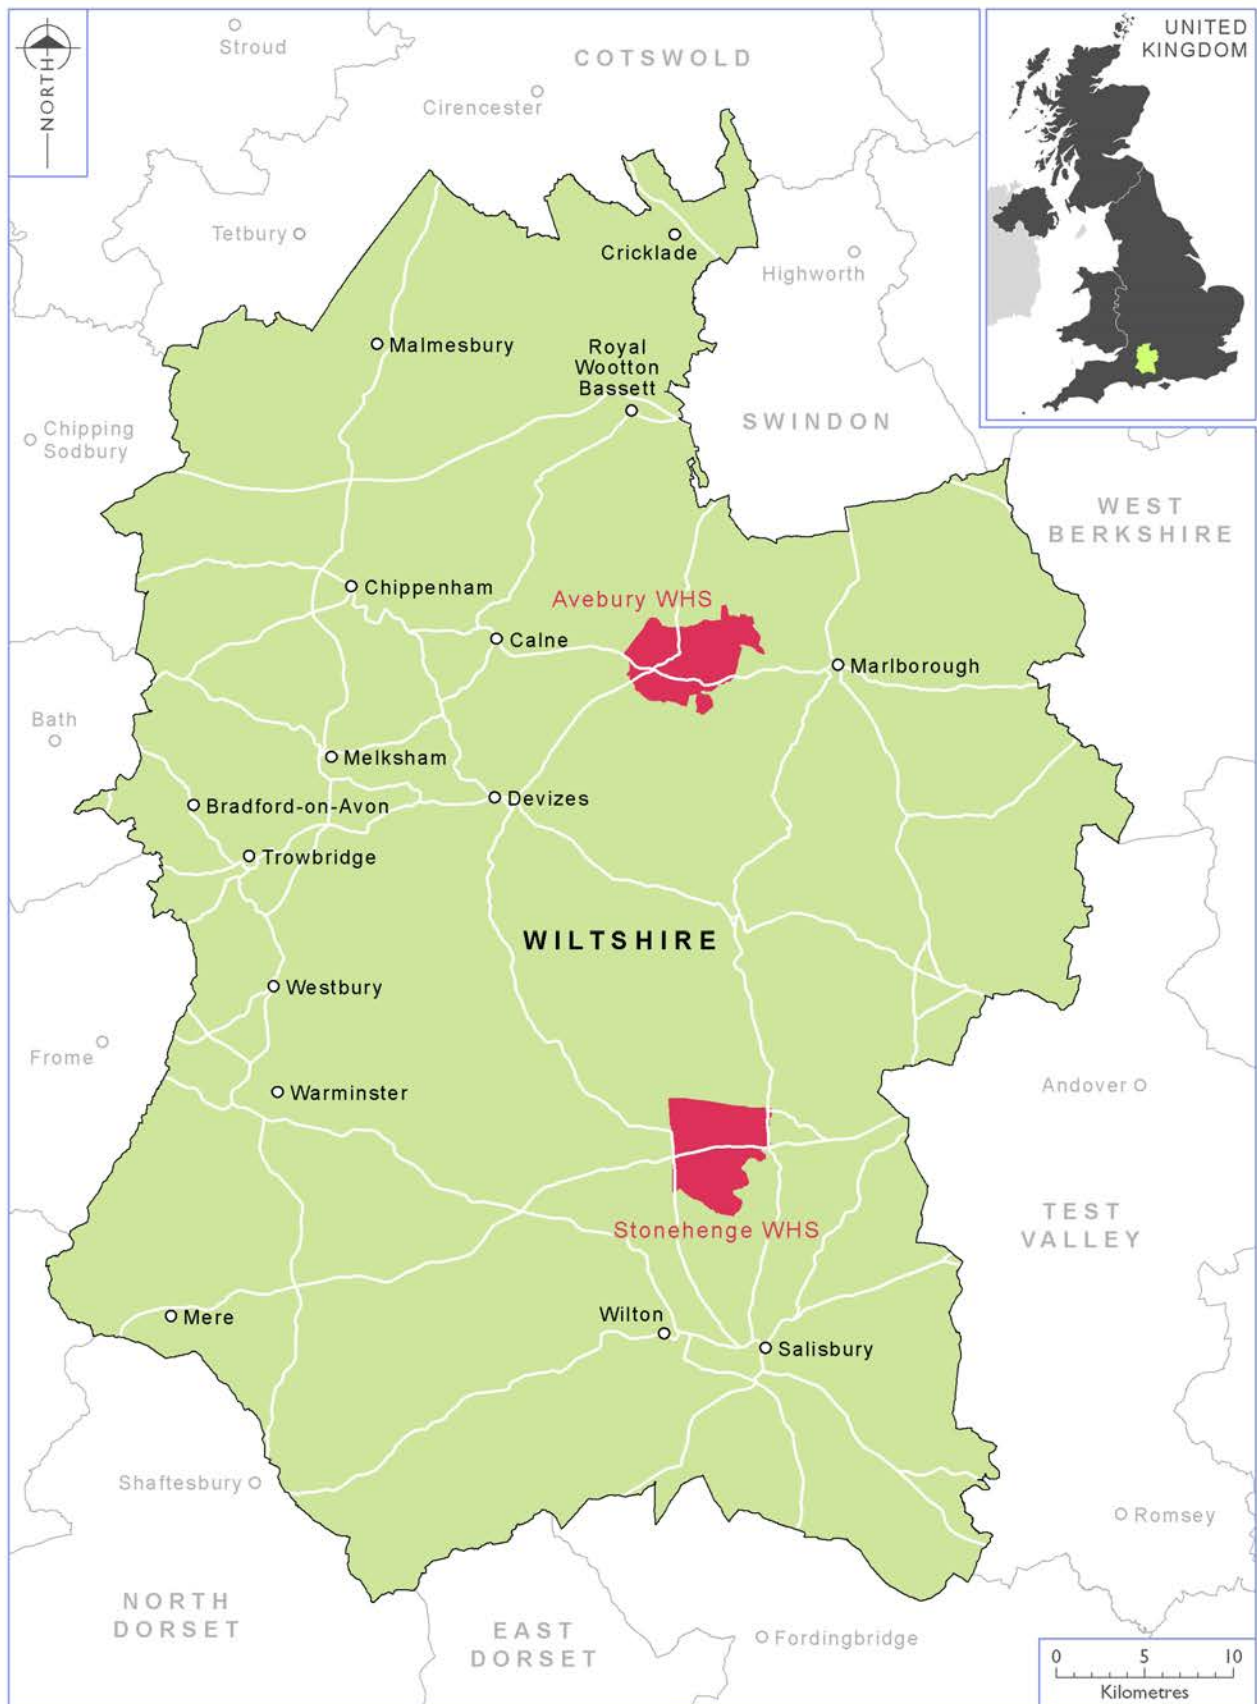 NORTH
Stroud
COTSWOLD
Cirencester
UNITED
KINGDOM
Tetbury
Cricklade
Highworth
Malmesbury
Royal
Wootton
Bassett
Chipping
Sodbury
SWINDON
WEST
BERKSHIRE
Chippenham
Avebury WHS
Calne
Marlborough
Bath
Melksham
Bradford-on-Avon
Devizes
Trowbridge
WILTSHIRE
Westbury
Frome
Warminster
Andover
Stonehenge WHS
TEST
VALLEY
Mere
Wilton
Salisbury
Shaftesbury
Romsey
NORTH
DORSET
EAST
DORSET
Fordingbridge
0 5 10
Kilometres